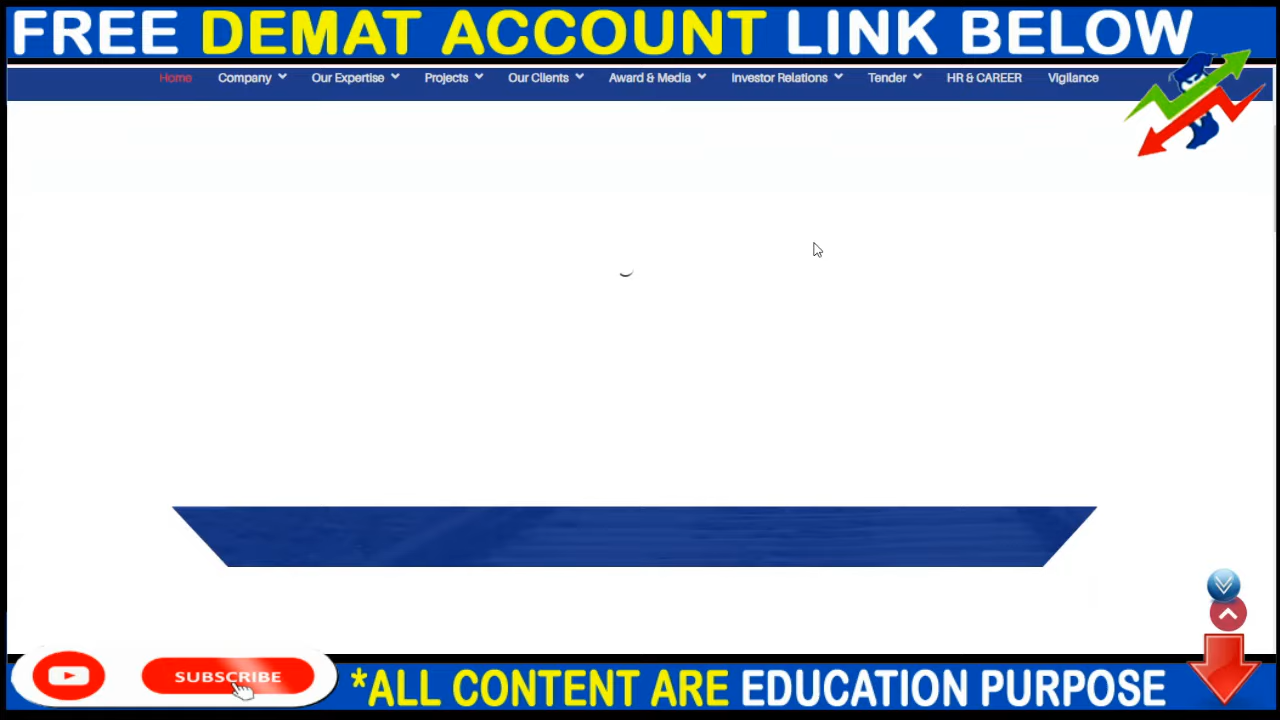 FREE DEMAT ACCOUNT LINK BELOW
Home Company Our Expertise Projects Our Clients Award & Media Investor Relations Tender HR & CAREER Vigilance
SUBSCRIBE
*ALL CONTENT ARE EDUCATION PURPOSE